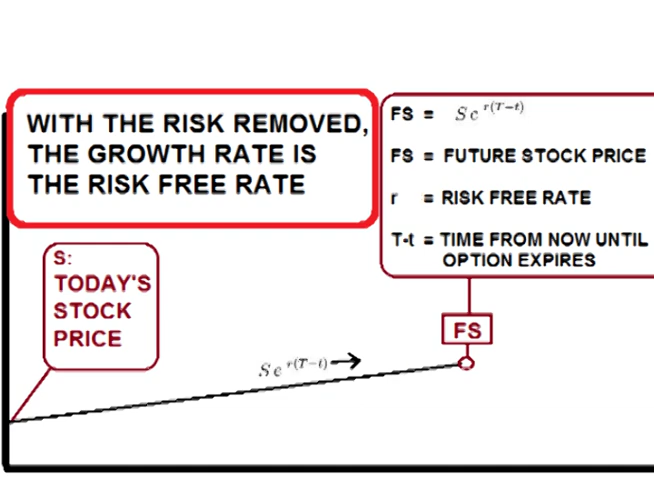 WITH THE RISK REMOVED,
THE GROWTH RATE IS
THE RISK FREE RATE
FS = Se^r(T−t)
FS = FUTURE STOCK PRICE
r = RISK FREE RATE
T-t = TIME FROM NOW UNTIL
OPTION EXPIRES
S:
TODAY'S
STOCK
PRICE
FS
Se^r(T−t)